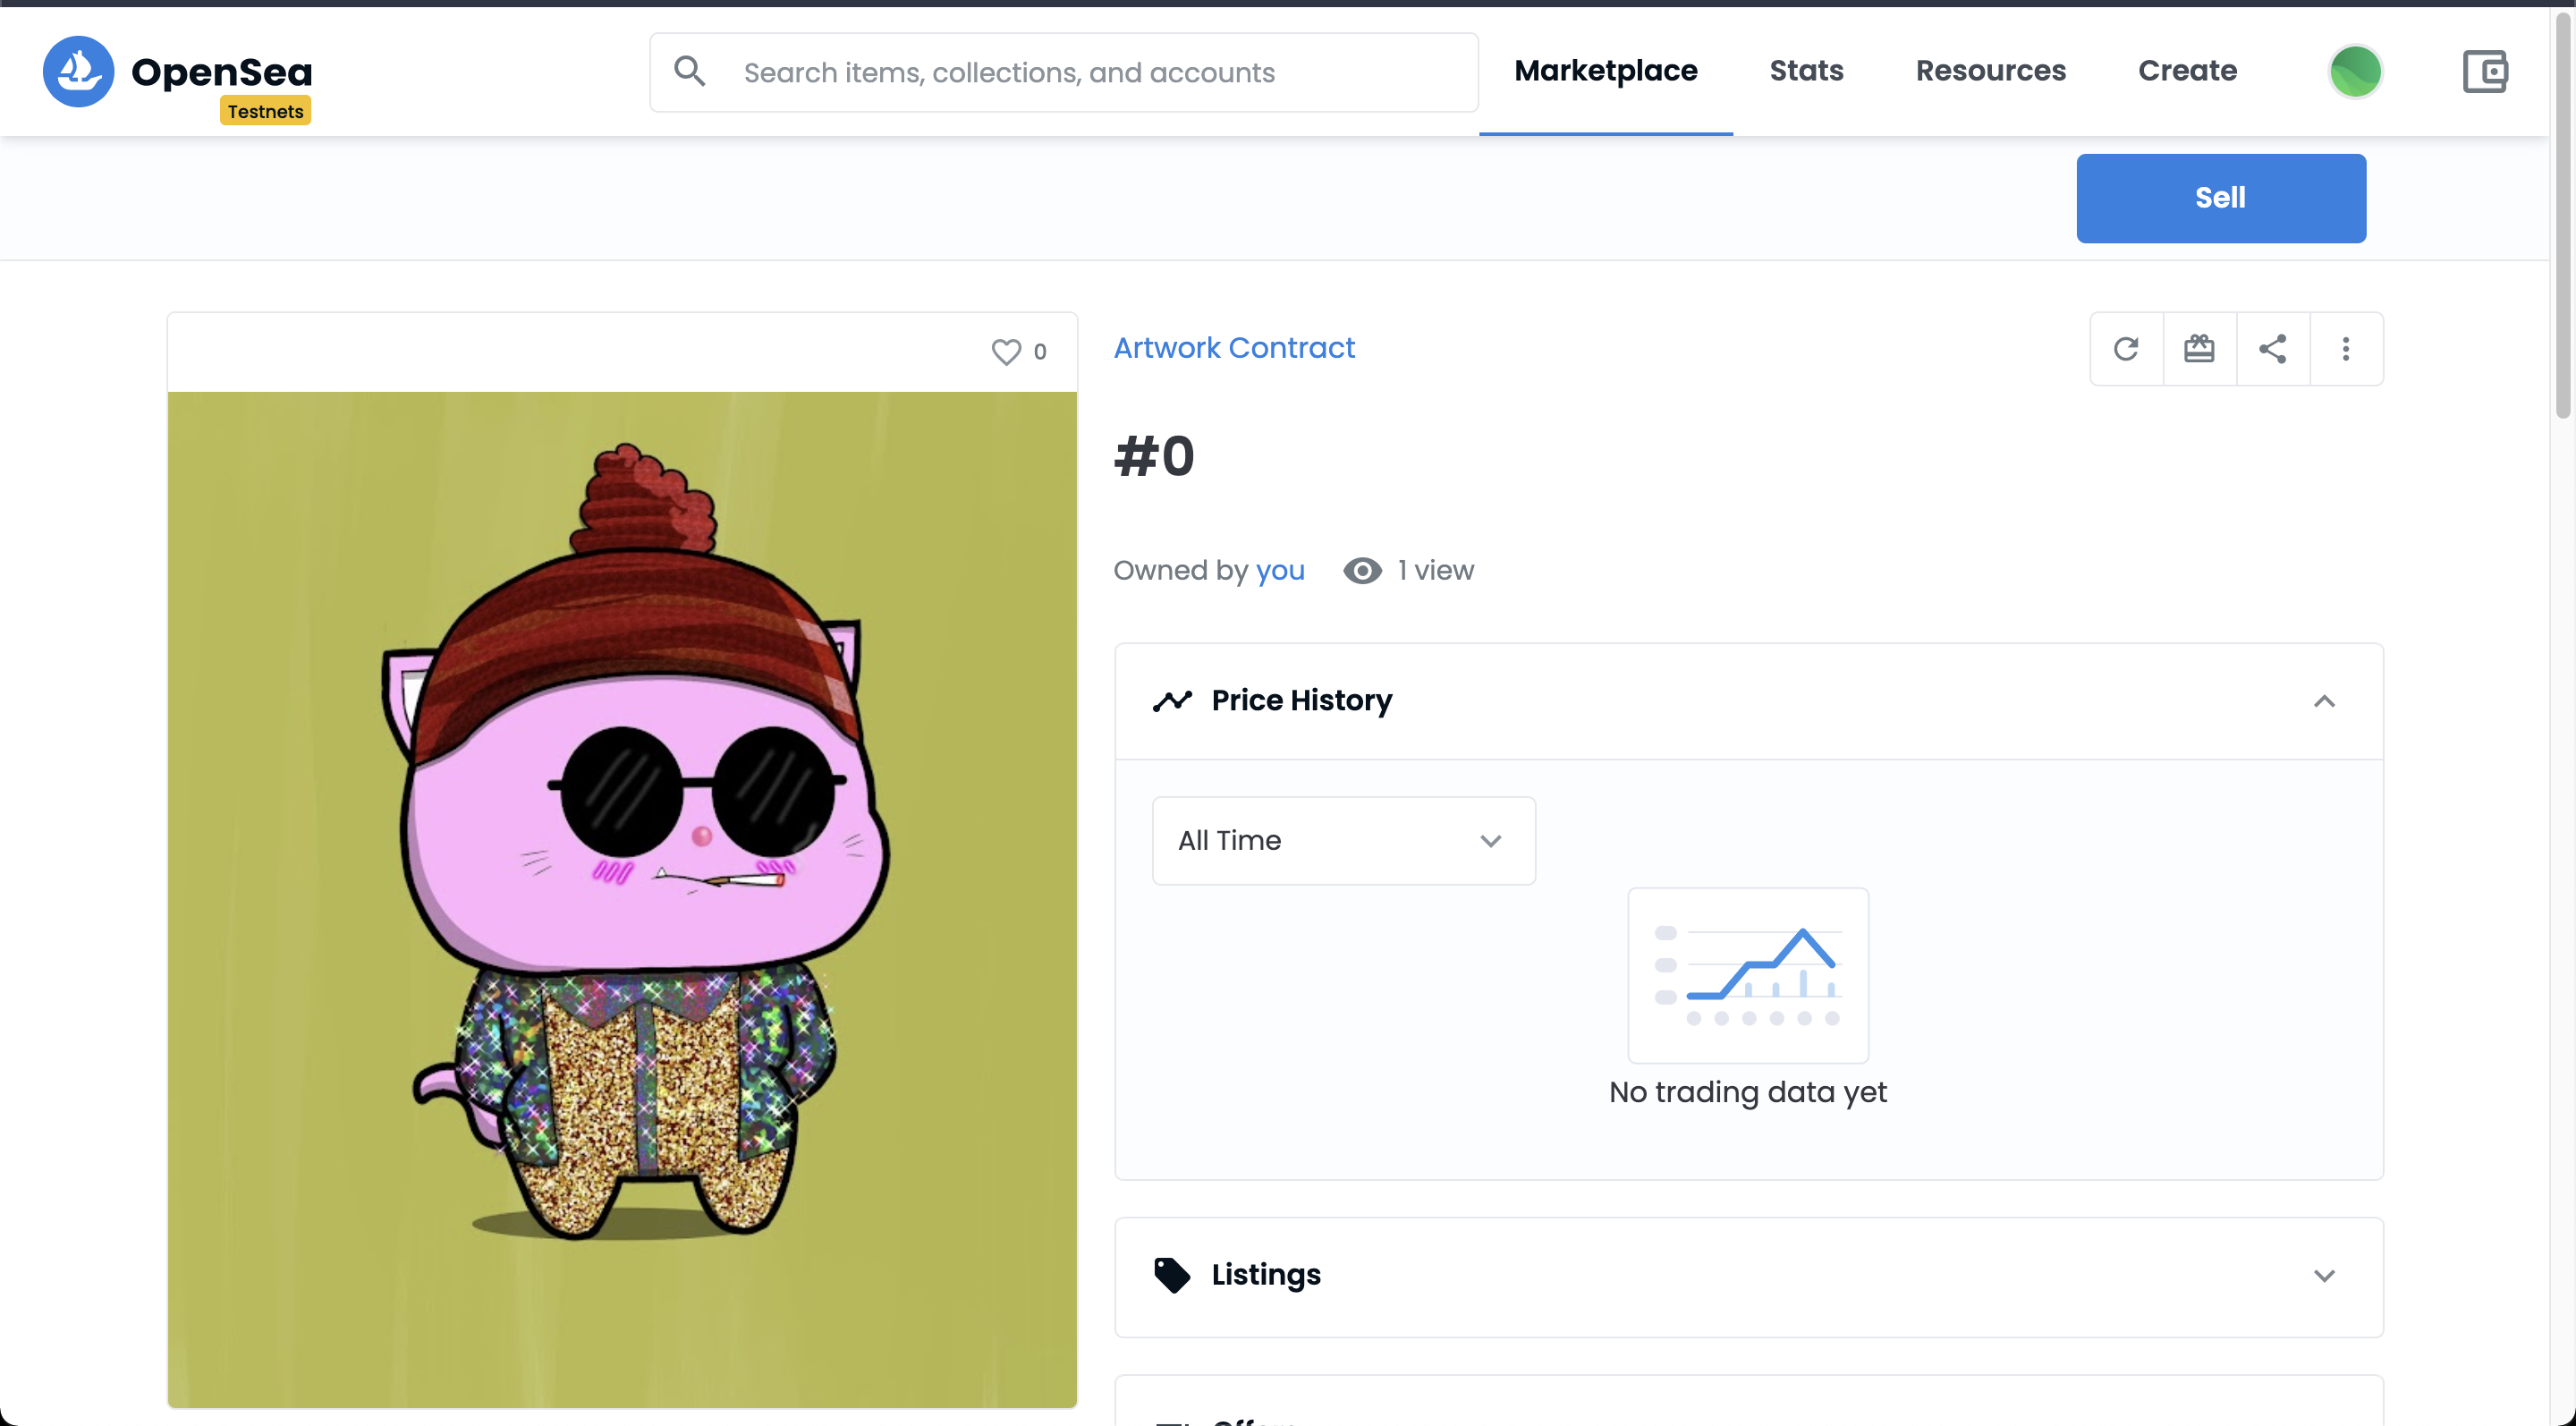 OpenSea
Testnets
Search items, collections, and accounts
Marketplace
Stats
Resources
Create
Sell
0
Artwork Contract
#0
Owned by you
1 view
Price History
All Time
No trading data yet
Listings